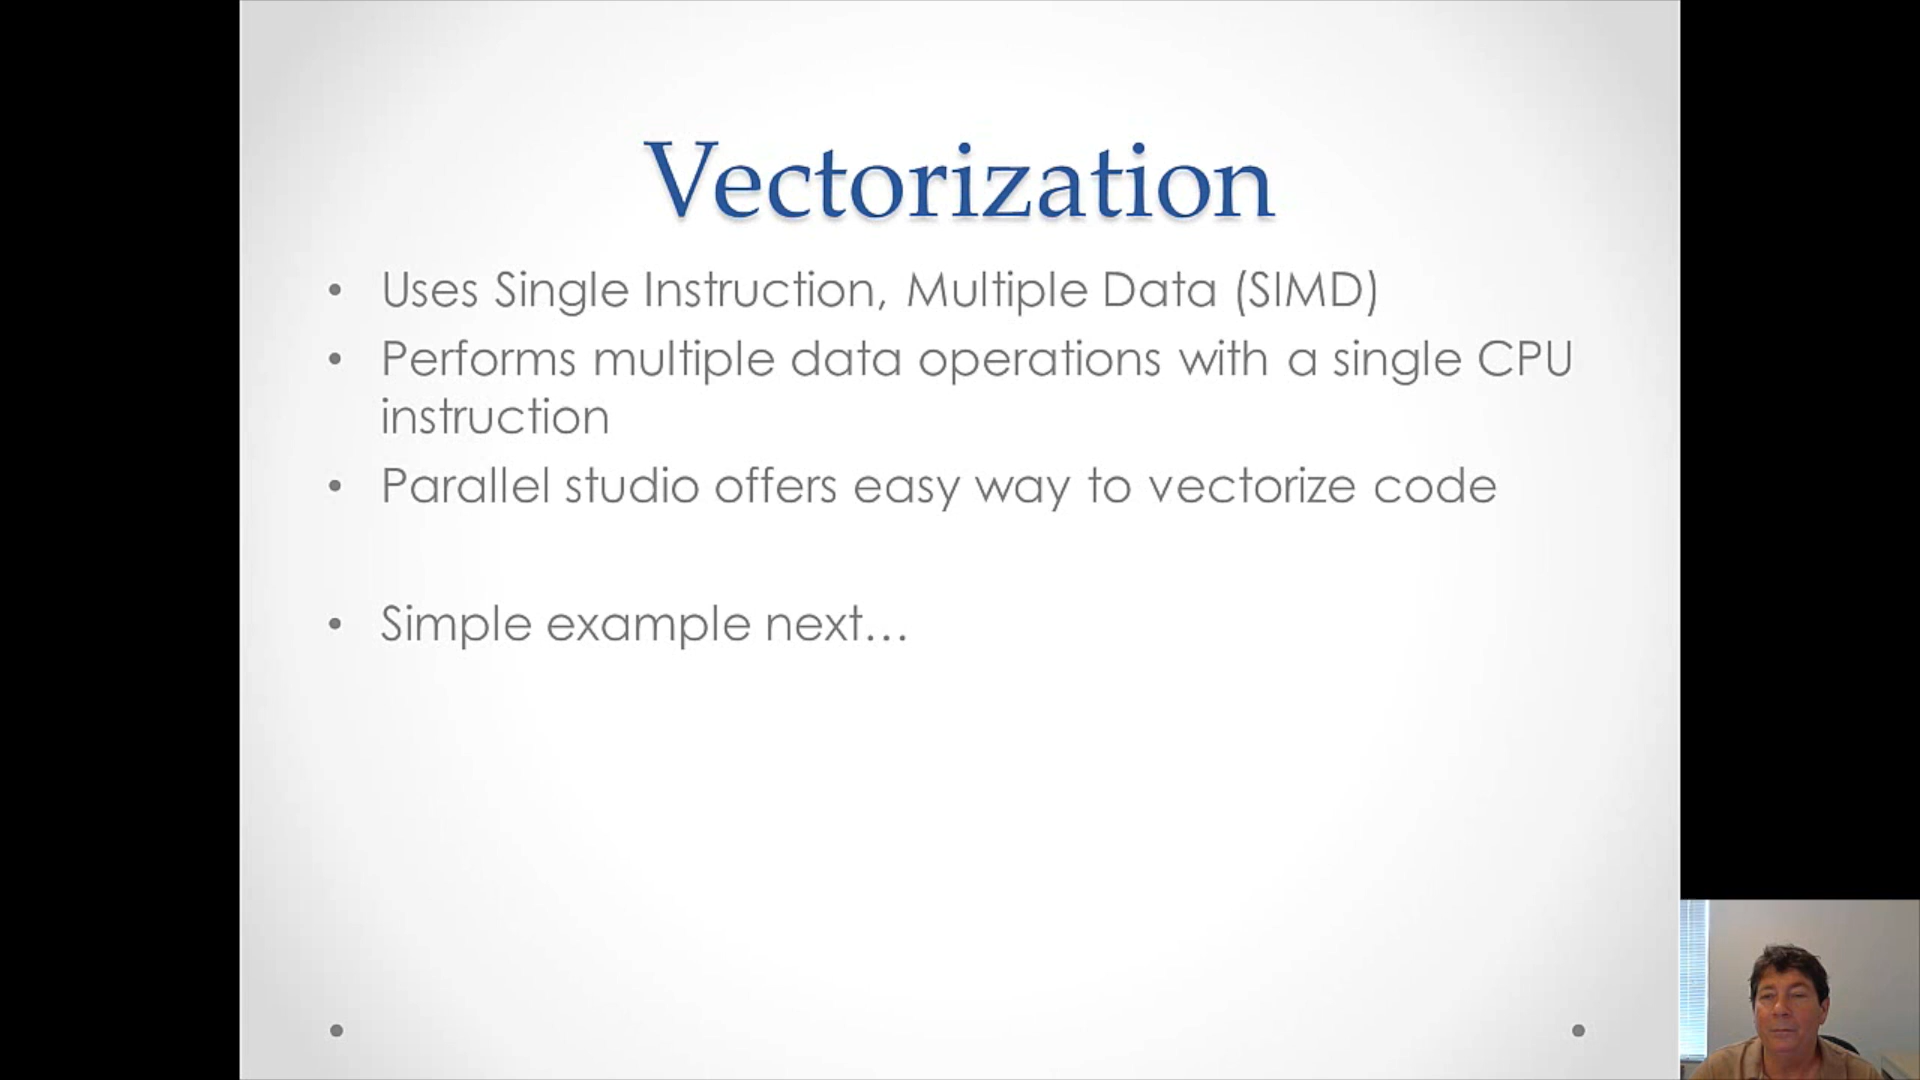 Vectorization
• Uses Single Instruction, Multiple Data (SIMD)
• Performs multiple data operations with a single CPU
instruction
• Parallel studio offers easy way to vectorize code
• Simple example next…